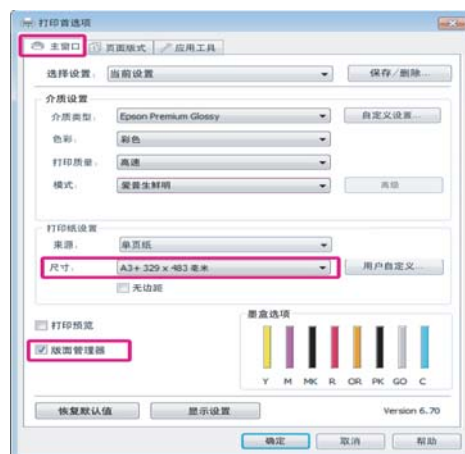 打印首选项
主窗口 页面版式 应用工具
选择设置: 当前设置 保存/删除...
介质设置
介质类型: Epson Premium Glossy 自定义设置...
色彩: 彩色
打印质量: 高速
模式: 爱普生鲜明 高级
打印纸设置
来源: 单页纸
尺寸: A3+ 329 x 483 毫米 用户自定义...
无边距
打印预览
版面管理器
墨盒选项
Y M MK R OR PK GO C
恢复默认值 显示设置 Version 6.70
确定 取消 帮助